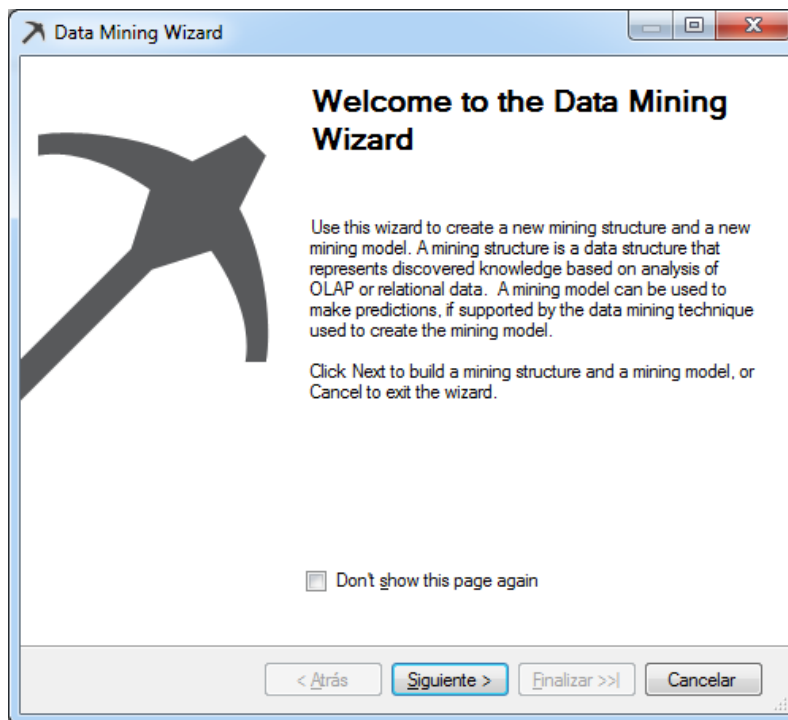 Data Mining Wizard
Welcome to the Data Mining
Wizard
Use this wizard to create a new mining structure and a new
mining model. A mining structure is a data structure that
represents discovered knowledge based on analysis of
OLAP or relational data.  A mining model can be used to
make predictions, if supported by the data mining technique
used to create the mining model.
Click Next to build a mining structure and a mining model, or
Cancel to exit the wizard.
Don't show this page again
< Atrás
Siguiente >
Finalizar >>|
Cancelar